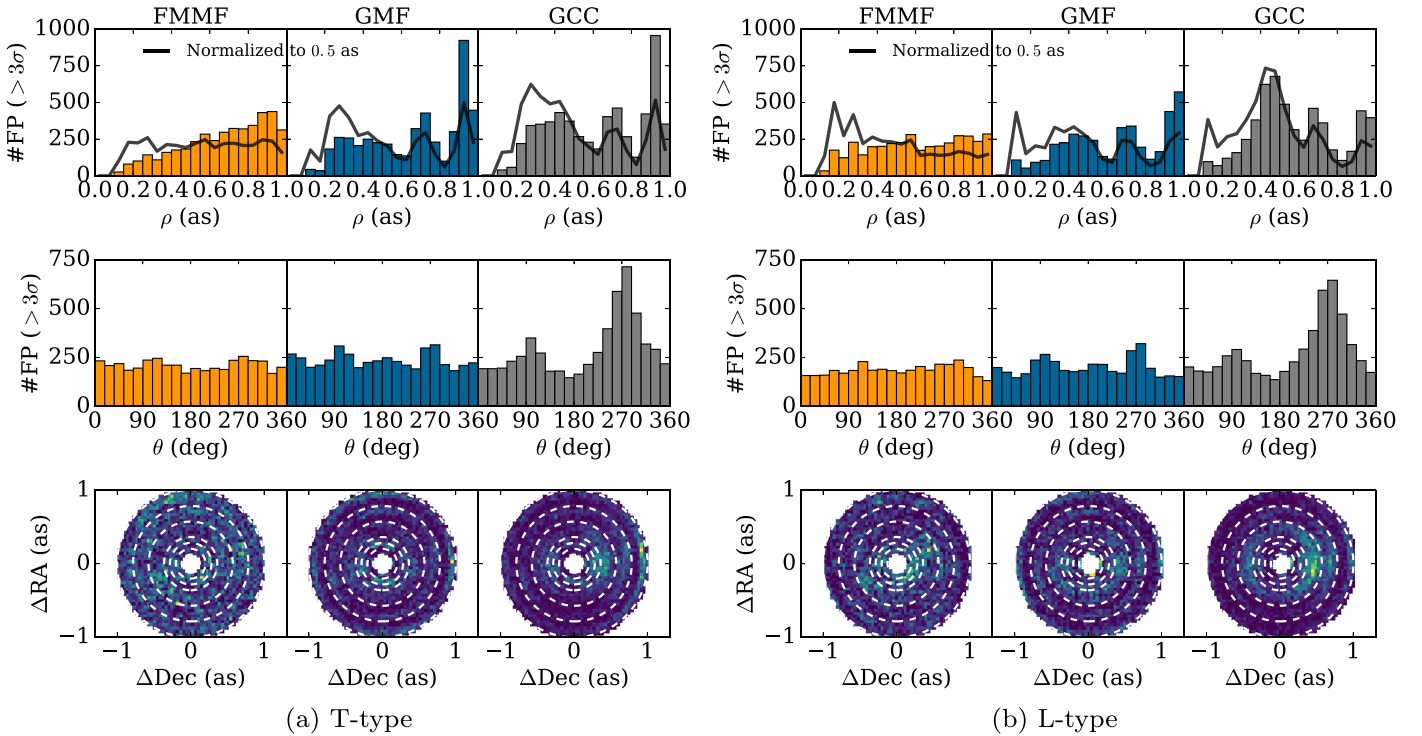 FMMF GMF GCC FMMF GMF GCC
1000 1000
Normalized to 0.5 as Normalized to 0.5 as
750 750
#FP (>3σ) #FP (>3σ)
500 500
250 250
0 0
0.0 0.2 0.4 0.6 0.8 1.0 0.2 0.4 0.6 0.8 1.0 0.2 0.4 0.6 0.8 1.0 0.0 0.2 0.4 0.6 0.8 1.0 0.2 0.4 0.6 0.8 1.0 0.2 0.4 0.6 0.8 1.0
ρ (as) ρ (as) ρ (as) ρ (as) ρ (as) ρ (as)
750 750
#FP (>3σ) #FP (>3σ)
500 500
250 250
0 0
0 90 180 270 360 90 180 270 360 90 180 270 360 0 90 180 270 360 90 180 270 360 90 180 270 360
θ (deg) θ (deg) θ (deg) θ (deg) θ (deg) θ (deg)
1 1
ΔRA (as) ΔRA (as)
0 0
−1 −1
−1 0 1 −1 0 1 −1 0 1 −1 0 1 −1 0 1 −1 0 1
ΔDec (as) ΔDec (as) ΔDec (as) ΔDec (as) ΔDec (as) ΔDec (as)
(a) T-type (b) L-type